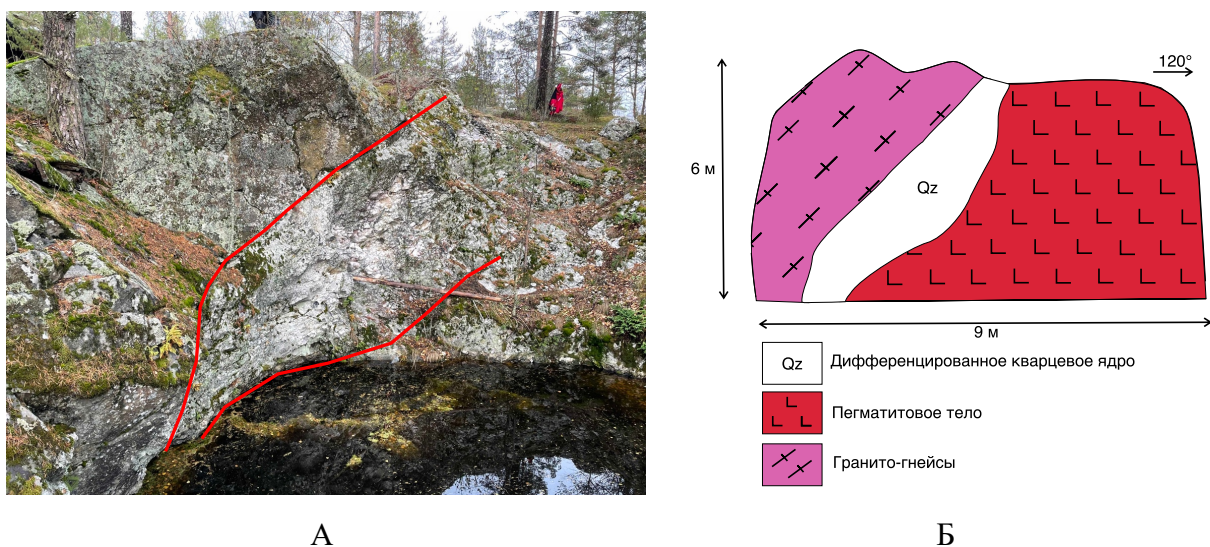 120°
6 м
Qz
9 м
Qz Дифференцированное кварцевое ядро
Пегматитовое тело
Гранито-гнейсы
А
Б